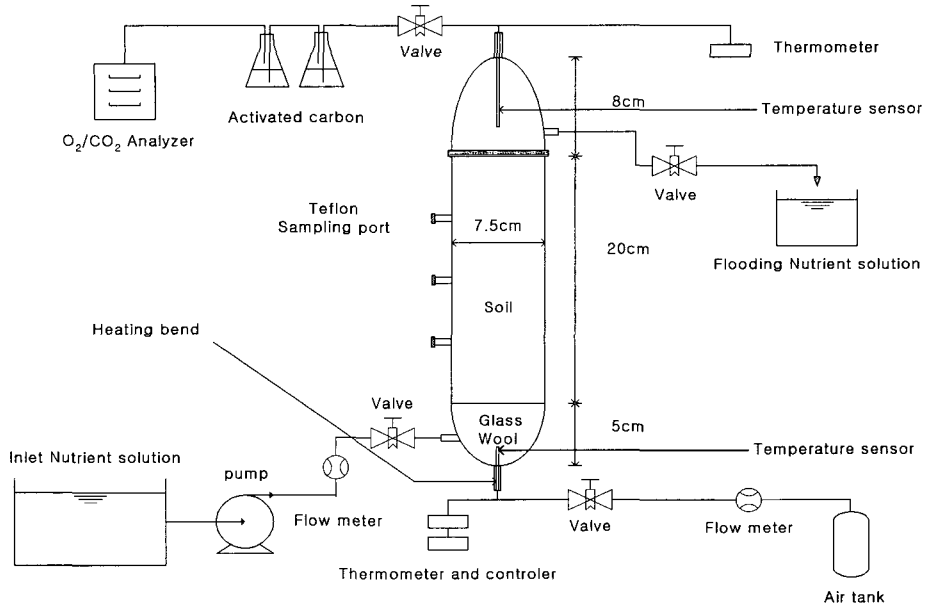 Valve
Thermometer
8cm
Temperature sensor
Activated carbon
O₂/CO₂ Analyzer
Valve
Teflon
Sampling port
7.5cm
20cm
Flooding Nutrient solution
Soil
Heating bend
Valve
Glass
Wool
5cm
Temperature sensor
Inlet Nutrient solution
pump
Flow meter
Valve
Flow meter
Thermometer and controler
Air tank